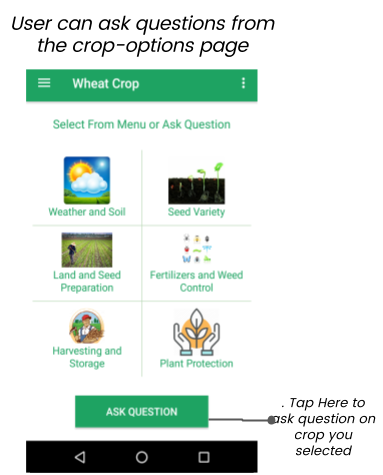 User can ask questions from
the crop-options page
Wheat Crop
Select From Menu or Ask Question
Weather and Soil
Seed Variety
Land and Seed
Preparation
Fertilizers and Weed
Control
Harvesting and
Storage
Plant Protection
ASK QUESTION
. Tap Here to
ask question on
crop you
selected